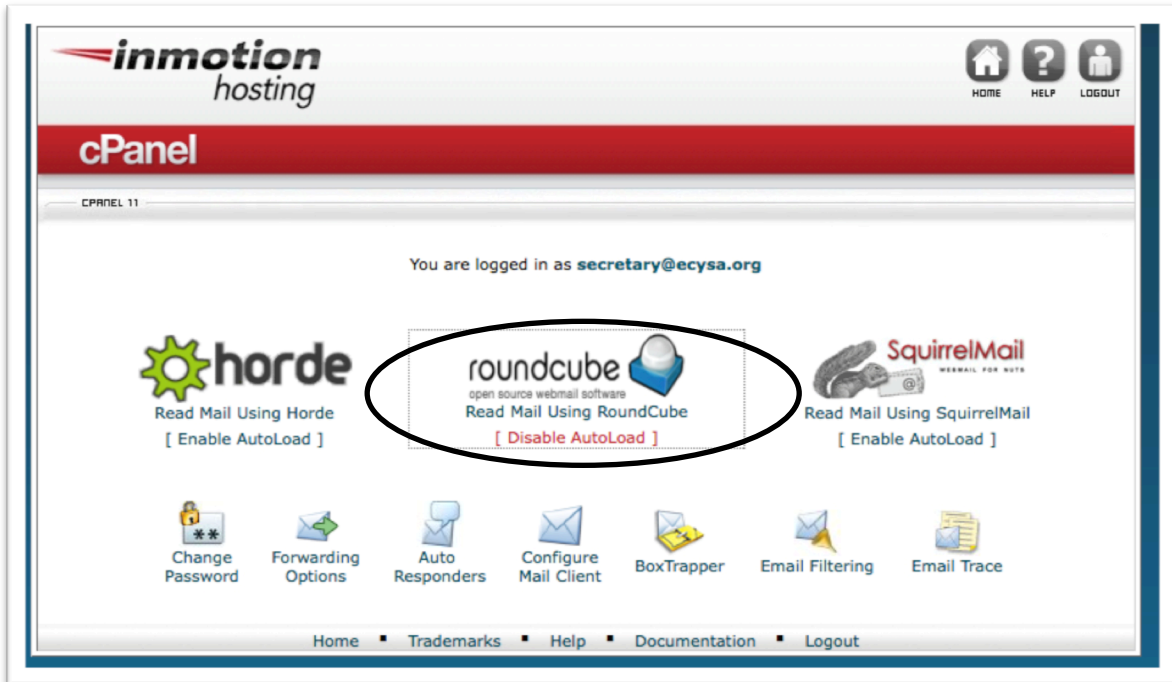 inmotion
hosting
HOME HELP LOGOUT
cPanel
CPANEL 11
You are logged in as secretary@ecysa.org
horde
Read Mail Using Horde
[ Enable AutoLoad ]
roundcube
open source webmail software
Read Mail Using RoundCube
[ Disable AutoLoad ]
SquirrelMail
WEBMAIL FOR NUTS
@
Read Mail Using SquirrelMail
[ Enable AutoLoad ]
**
Change
Password
Forwarding
Options
Auto
Responders
Configure
Mail Client
BoxTrapper
Email Filtering
Email Trace
Home ▪ Trademarks ▪ Help ▪ Documentation ▪ Logout